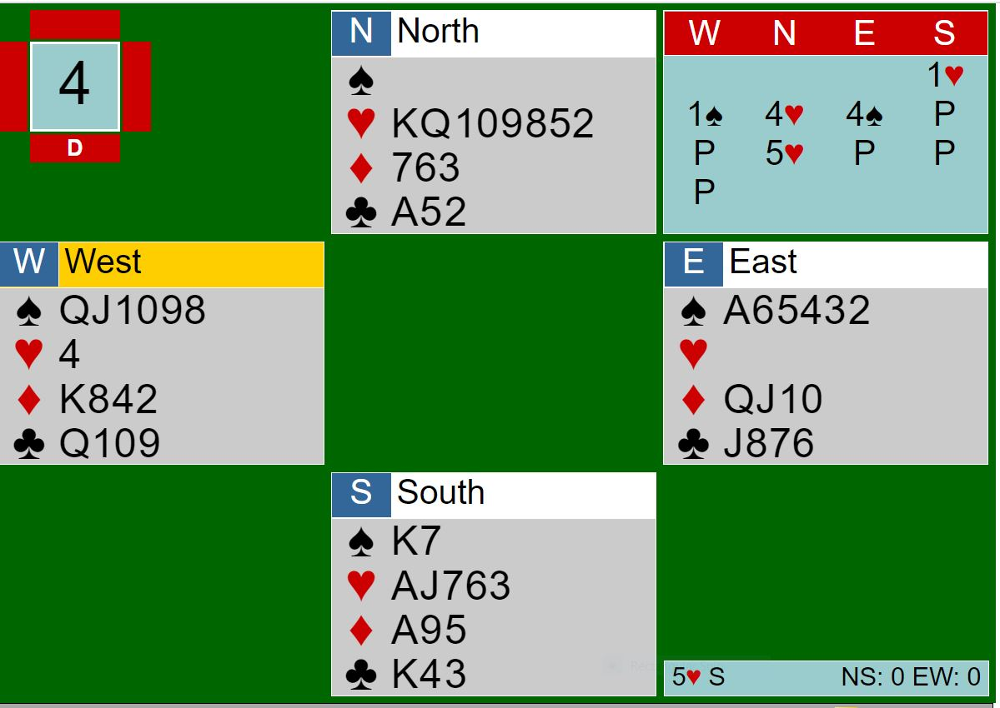 4
D
N North
♠
♥ KQ109852
♦ 763
♣ A52
W N E S
1♥
1♠ 4♥ 4♠ P
P 5♥ P P
P
W West
♠ QJ1098
♥ 4
♦ K842
♣ Q109
E East
♠ A65432
♥
♦ QJ10
♣ J876
S South
♠ K7
♥ AJ763
♦ A95
♣ K43
5♥ S NS: 0 EW: 0